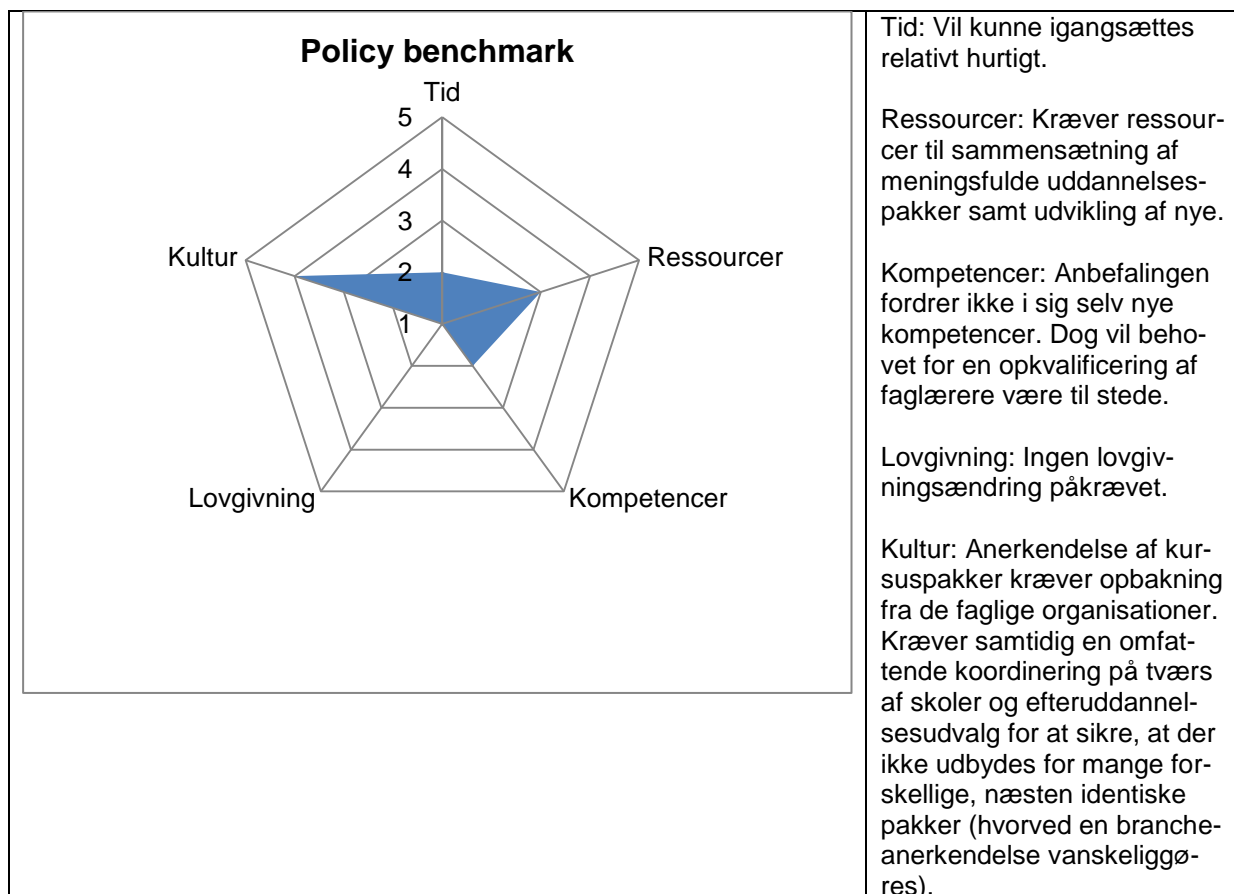 Policy benchmark
Tid
5
4
3
2
1
Ressourcer
Kompetencer
Lovgivning
Kultur
Tid: Vil kunne igangsættes
relativt hurtigt.
Ressourcer: Kræver ressour-
cer til sammensætning af
meningsfulde uddannelses-
pakker samt udvikling af nye.
Kompetencer: Anbefalingen
fordrer ikke i sig selv nye
kompetencer. Dog vil beho-
vet for en opkvalificering af
faglærere være til stede.
Lovgivning: Ingen lovgiv-
ningsændring påkrævet.
Kultur: Anerkendelse af kur-
suspakker kræver opbakning
fra de faglige organisationer.
Kræver samtidig en omfat-
tende koordinering på tværs
af skoler og efteruddannel-
sesudvalg for at sikre, at der
ikke udbydes for mange for-
skellige, næsten identiske
pakker (hvorved en branche-
anerkendelse vanskeliggø-
res).